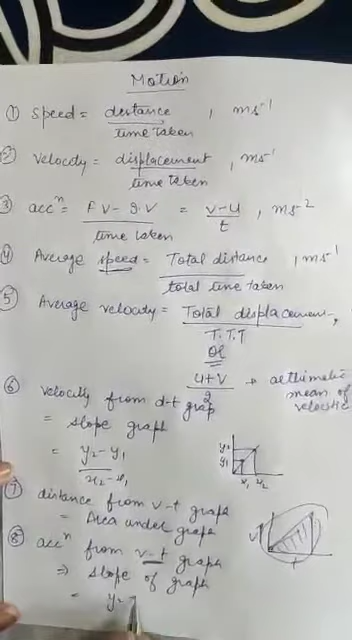 Motion
① Speed = distance / time taken , ms⁻¹
② Velocity = displacement / time taken , ms⁻¹
③ accⁿ = F.V - I.V / time taken = v-u / t , ms⁻²
④ Average speed = Total distance / total time taken , ms⁻¹
⑤ Average velocity = Total displacement / T.T.T ,
OR
u+v / 2 → arithmetic mean of velocities
⑥ velocity from d-t grap
= slope graph
= y₂-y₁ / x₂-x₁
y₂
y₁
x₁ x₂
⑦ distance from v-t graph
= Area under graph
⑧ accⁿ from v-t graph
⇒ slope of graph
= y₂-
v
t